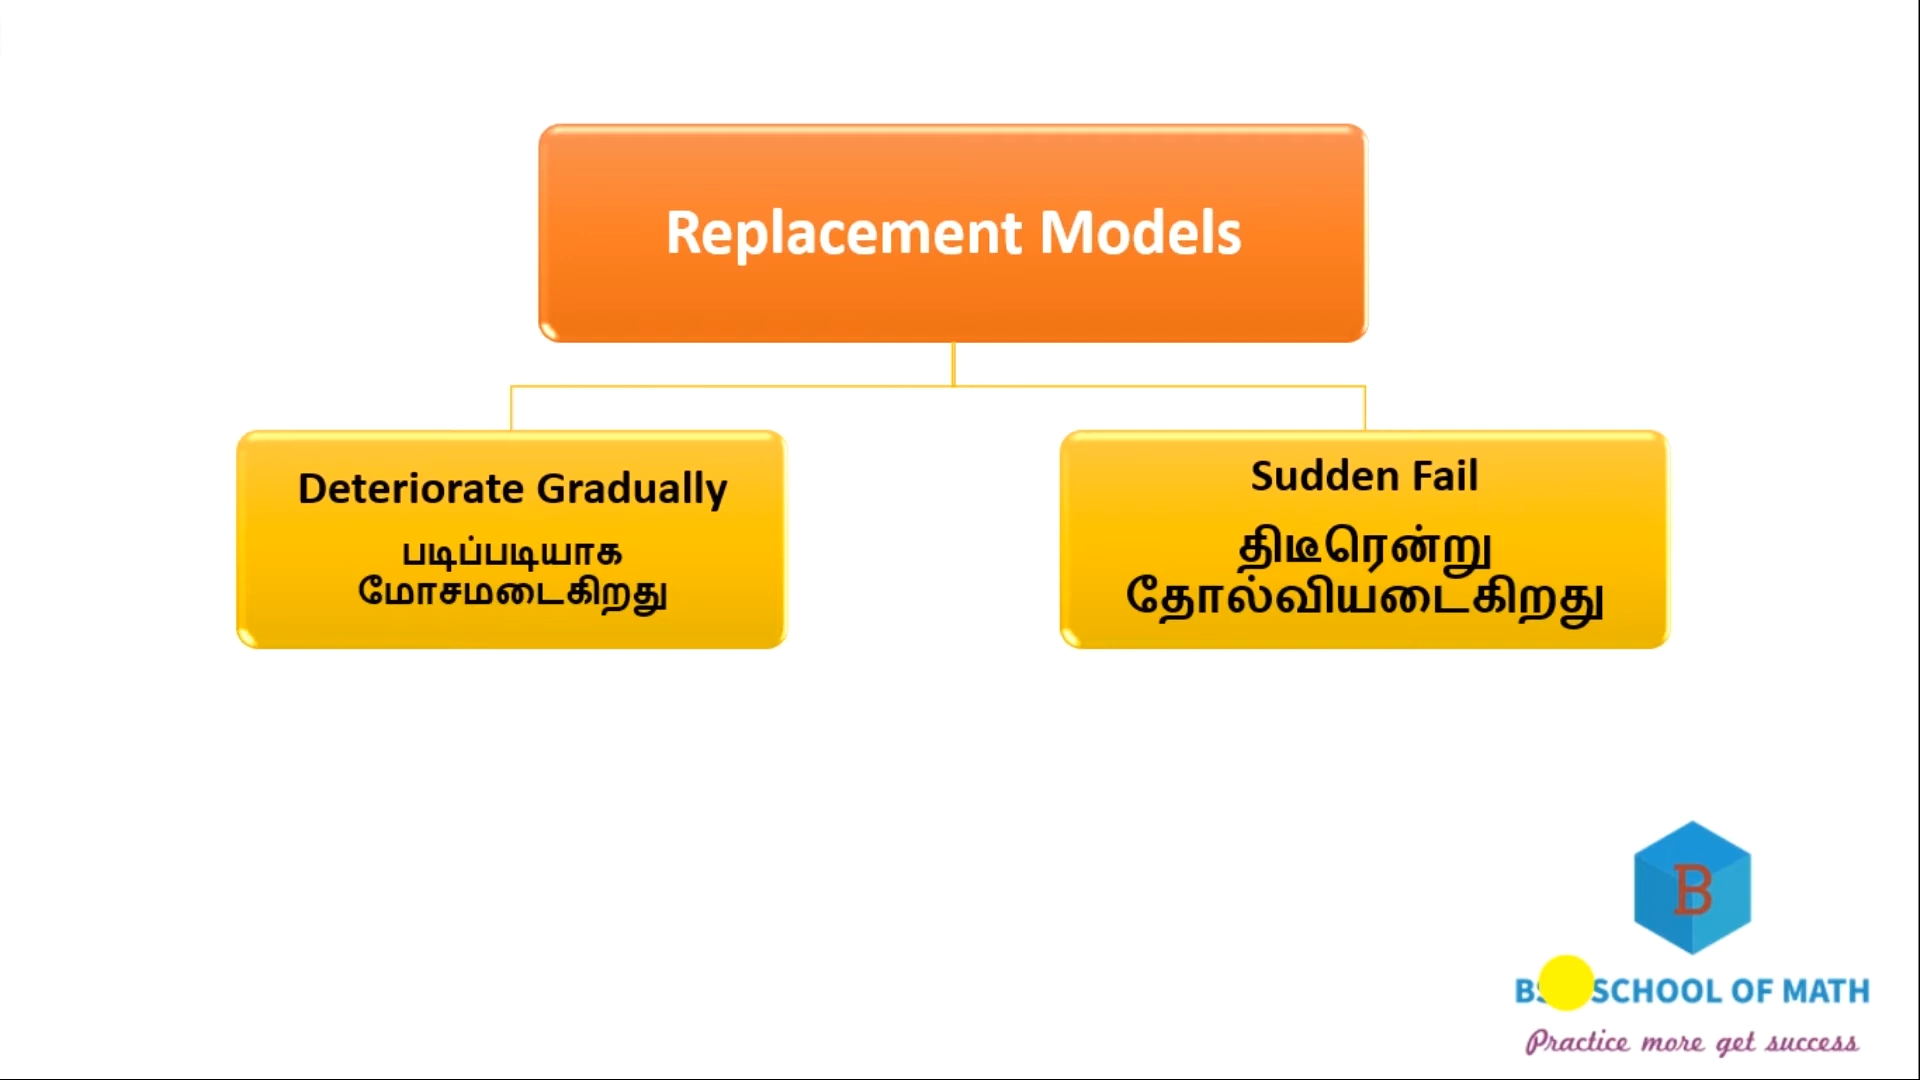 Replacement Models
Deteriorate Gradually
படிப்படியாக
மோசமடைகிறது
Sudden Fail
திடீரென்று
தோல்வியடைகிறது
B
SCHOOL OF MATH
Practice more get success